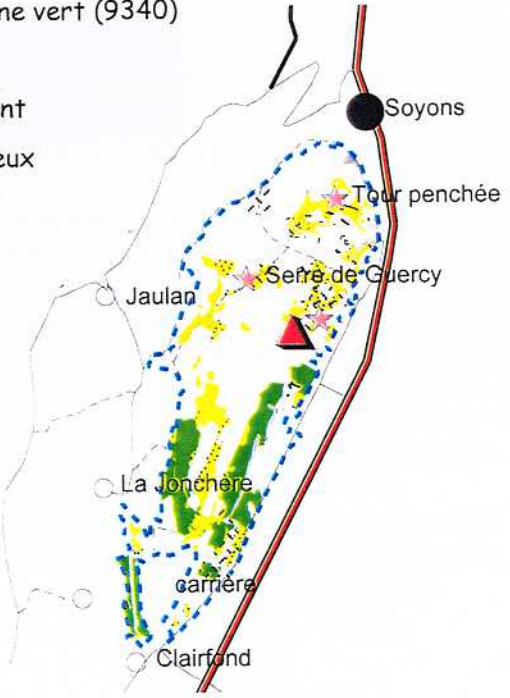 ne vert (9340)
nt
eux
Soyons
Tour penchée
Serre de Guercy
Jaulan
La Jonchère
carrière
Clairfond